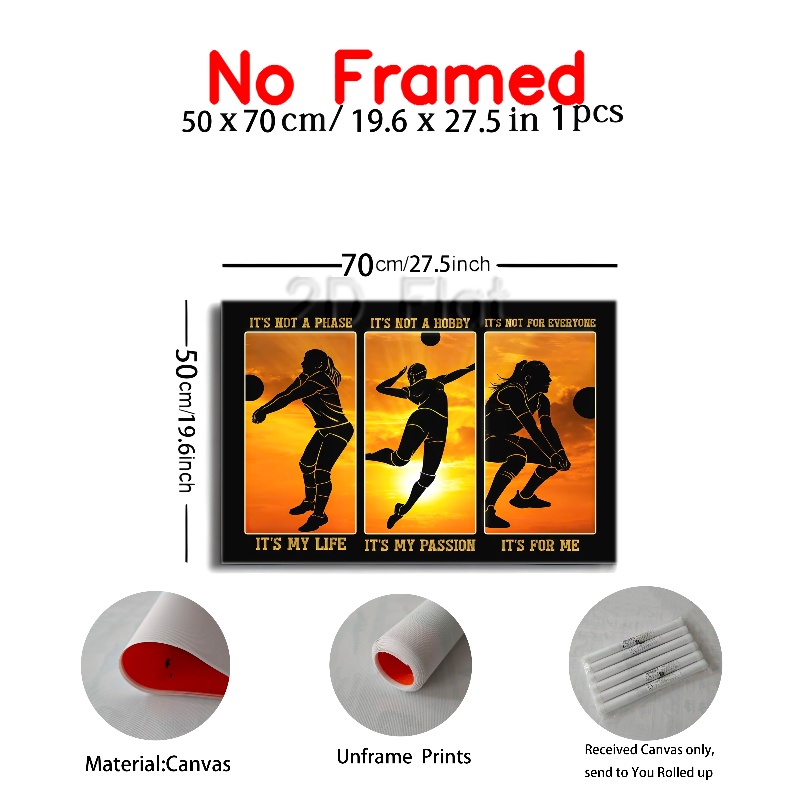 No Framed
50 x 70 cm/ 19.6 x 27.5 in 1pcs
70cm/27.5inch
2D Flat
50cm/19.6inch
IT'S NOT A PHASE IT'S NOT A HOBBY IT'S NOT FOR EVERYONE
IT'S MY LIFE IT'S MY PASSION IT'S FOR ME
Material:Canvas
Unframe Prints
Received Canvas only,
send to You Rolled up